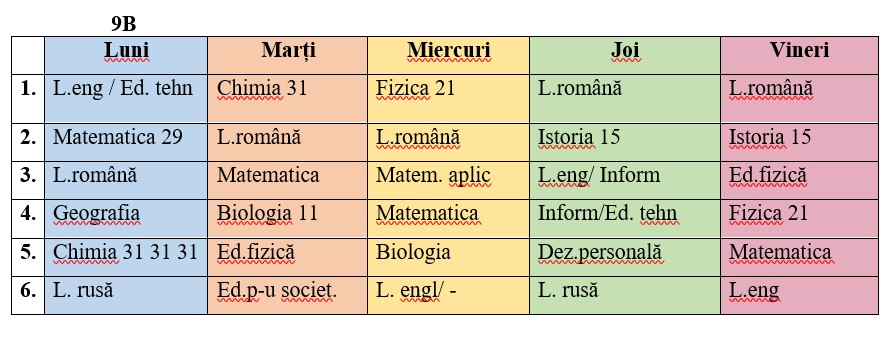 9B
Luni Marți Miercuri Joi Vineri
1. L.eng / Ed. tehn Chimia 31 Fizica 21 L.română L.română
2. Matematica 29 L.română L.română Istoria 15 Istoria 15
3. L.română Matematica Matem. aplic L.eng/ Inform Ed.fizică
4. Geografia Biologia 11 Matematica Inform/Ed. tehn Fizica 21
5. Chimia 31 31 31 Ed.fizică Biologia Dez.personală Matematica
6. L. rusă Ed.p-u societ. L. engl/ - L. rusă L.eng